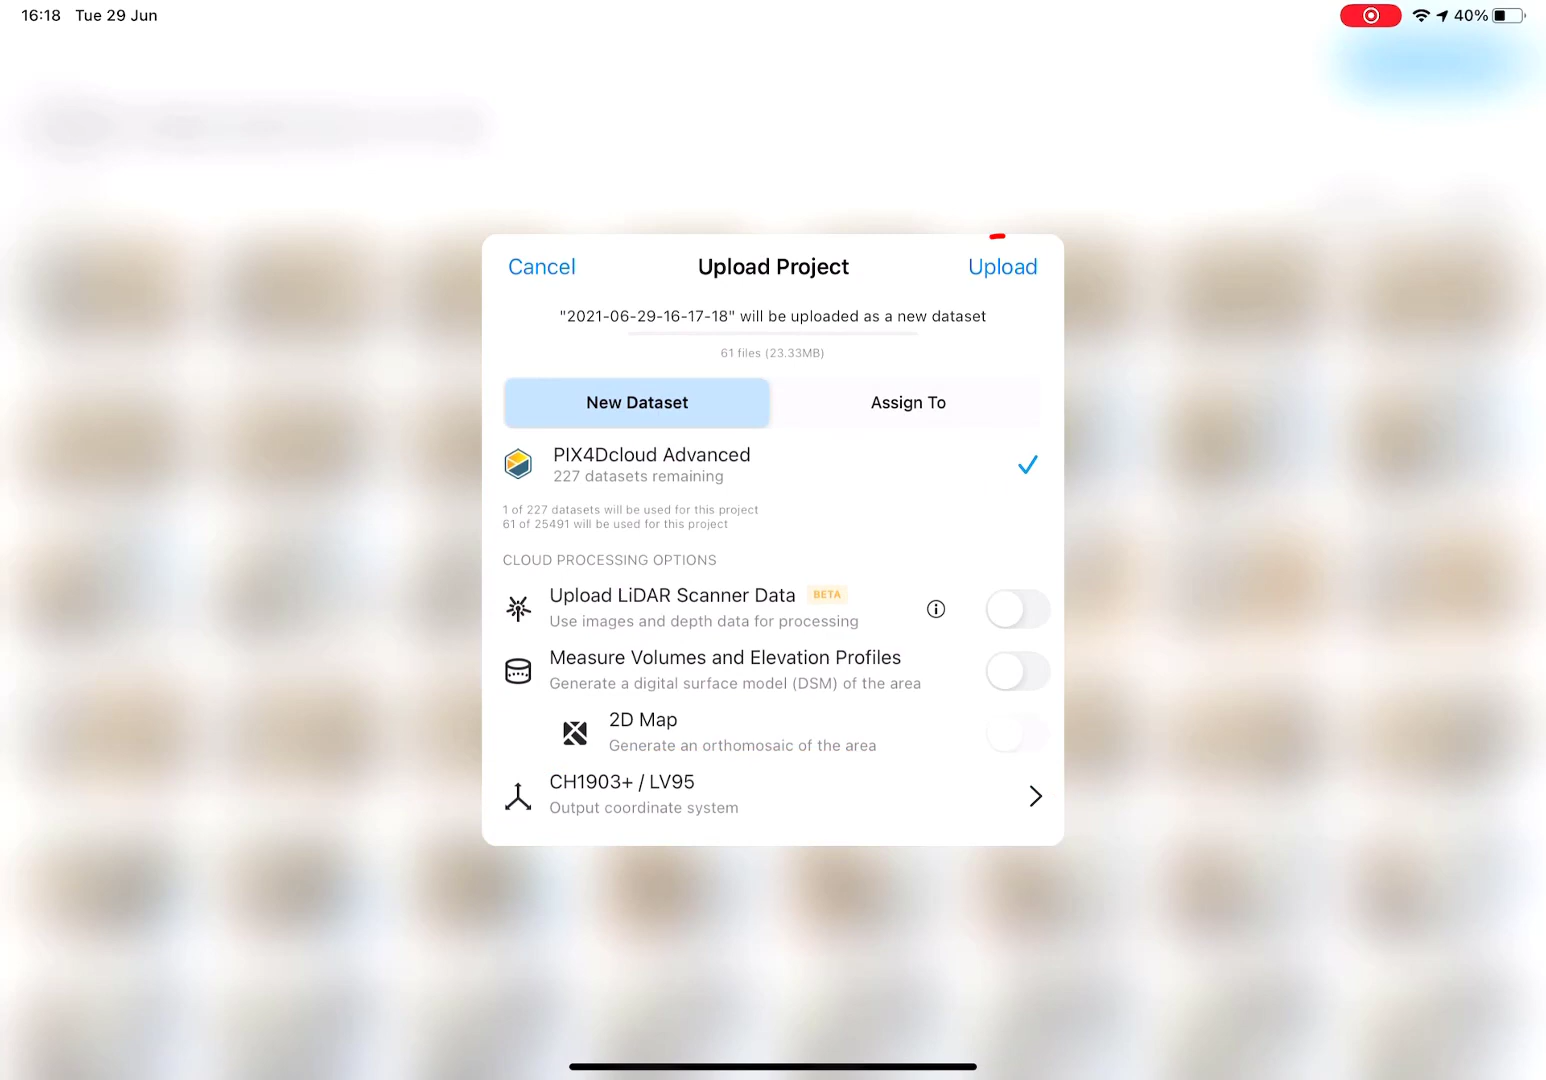 16:18 Tue 29 Jun
40%
Cancel
Upload Project
Upload
"2021-06-29-16-17-18" will be uploaded as a new dataset
61 files (23.33MB)
New Dataset
Assign To
PIX4Dcloud Advanced
227 datasets remaining
1 of 227 datasets will be used for this project
61 of 25491 will be used for this project
CLOUD PROCESSING OPTIONS
Upload LiDAR Scanner Data BETA
Use images and depth data for processing
Measure Volumes and Elevation Profiles
Generate a digital surface model (DSM) of the area
2D Map
Generate an orthomosaic of the area
CH1903+ / LV95
Output coordinate system